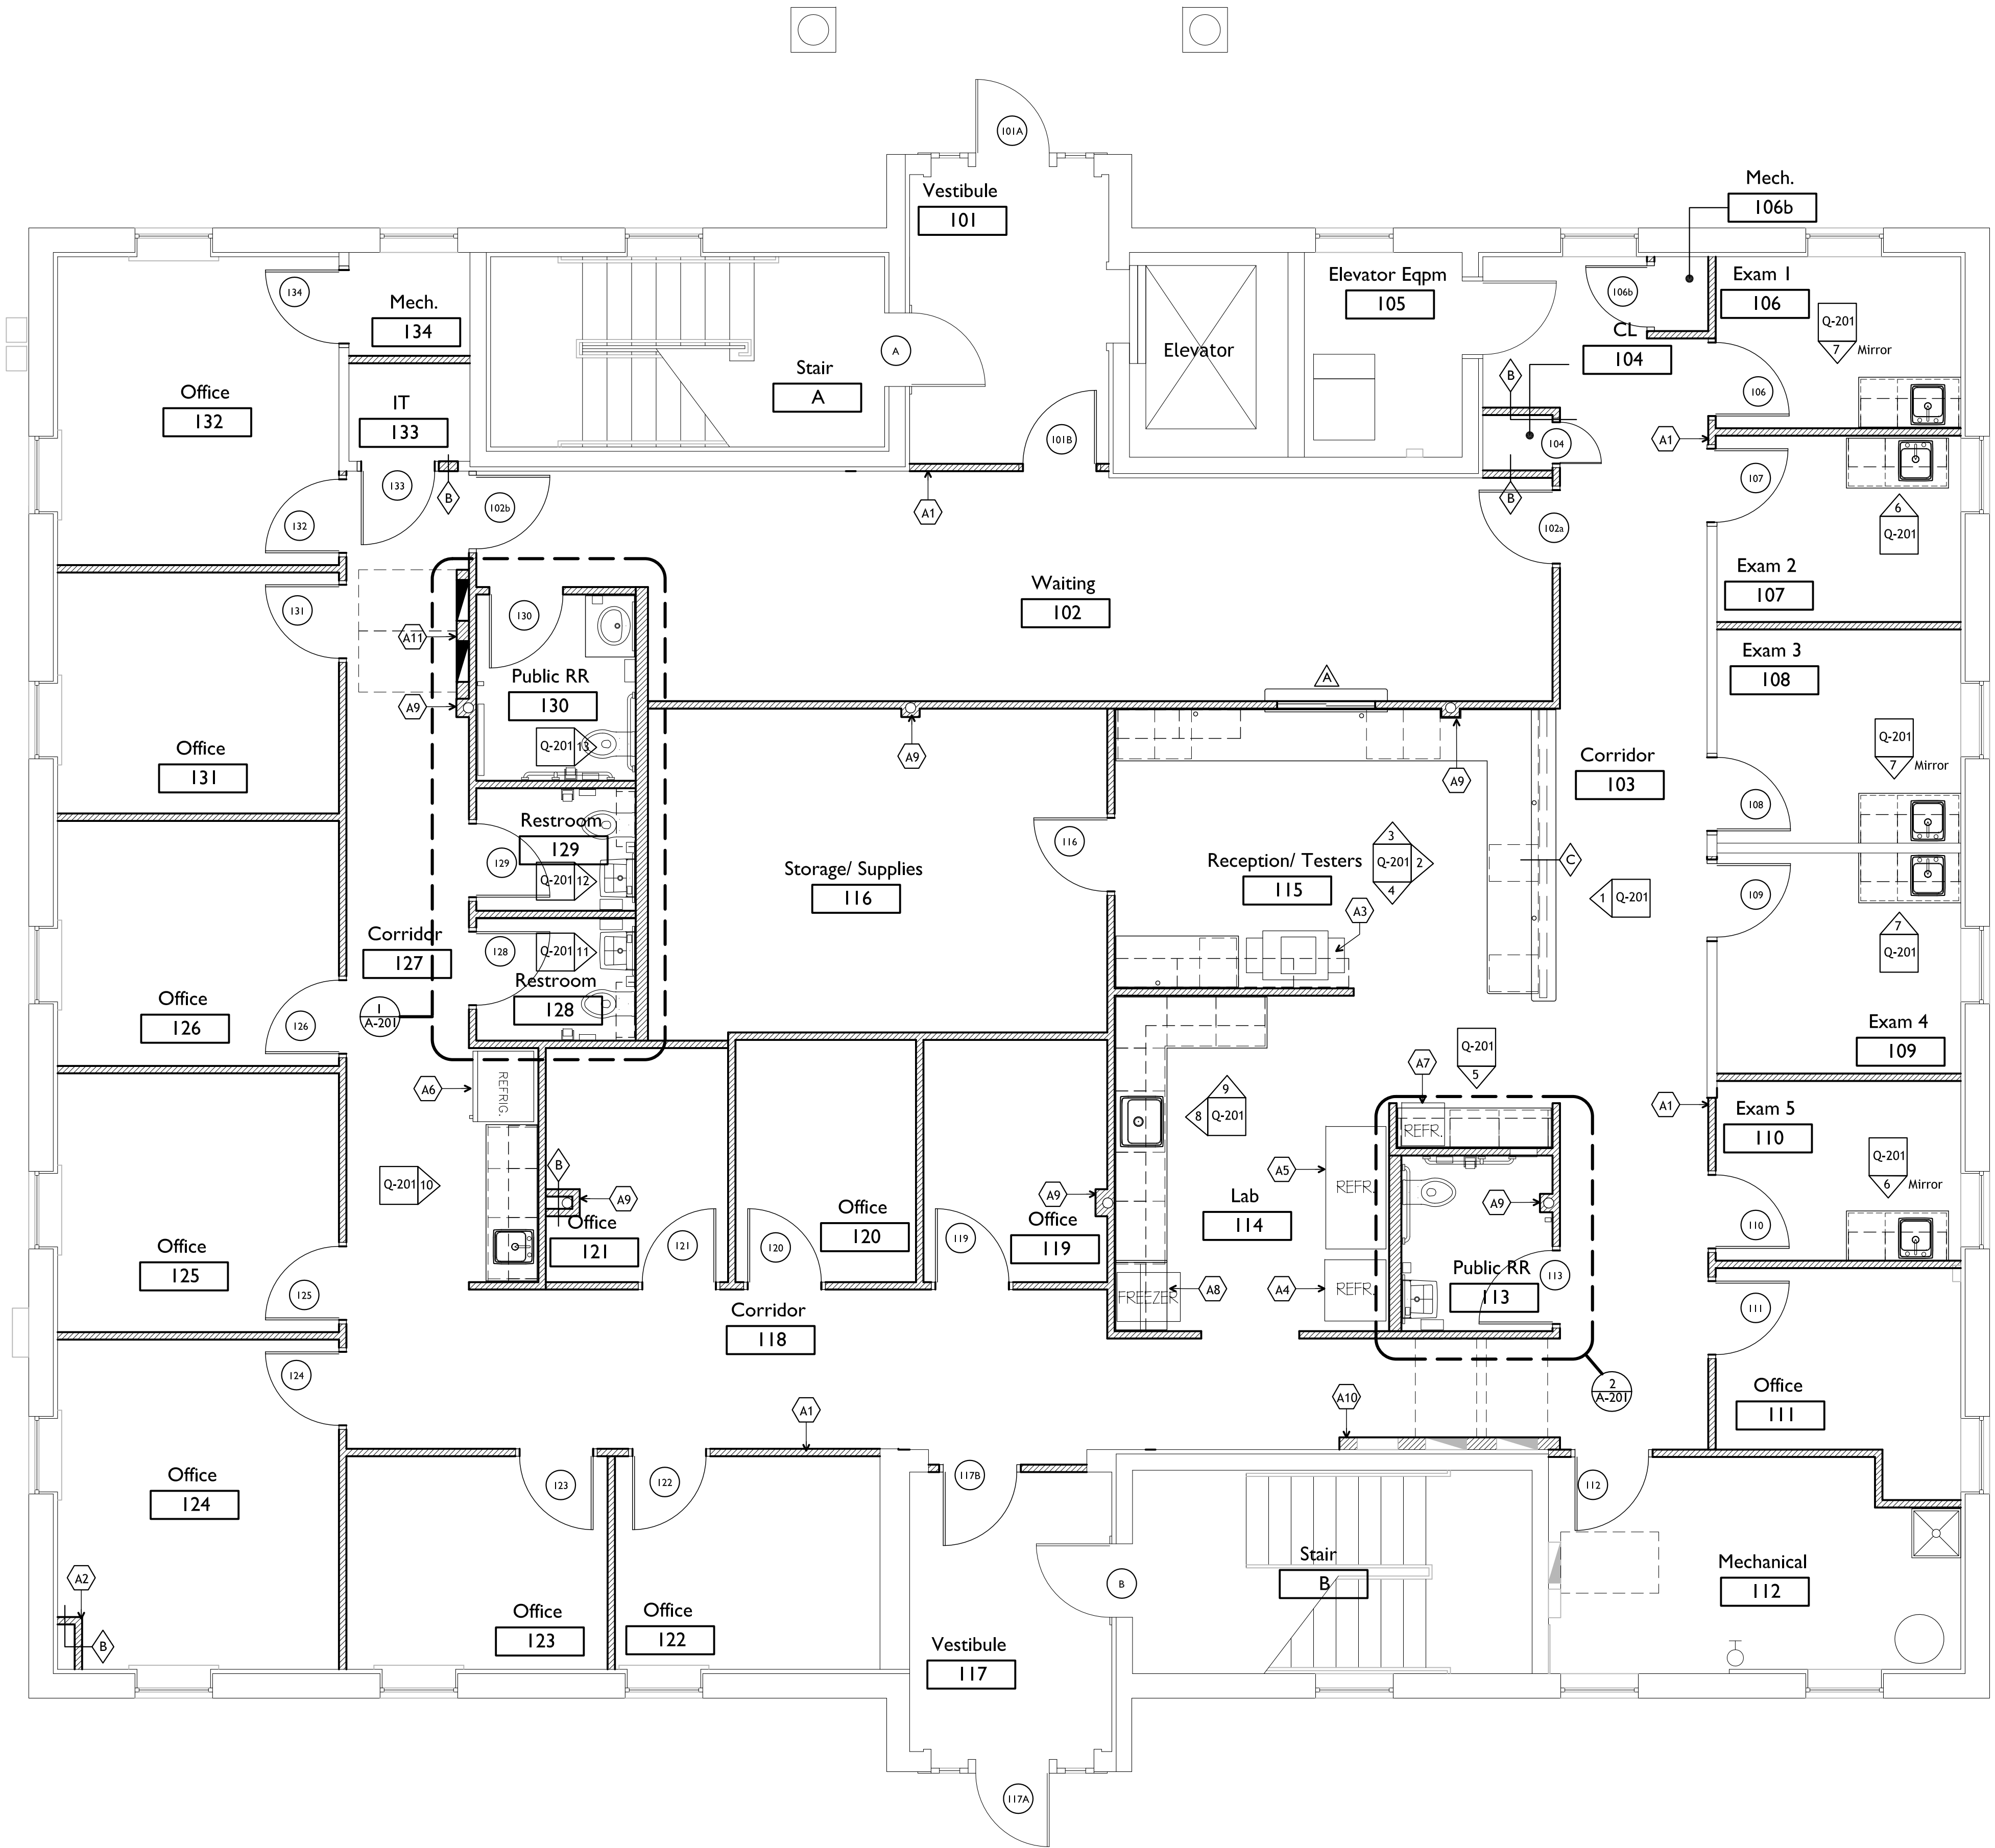 101A
Vestibule
101
Mech.
106b
134
Mech.
134
Office
132
IT
133
133
132
B
102b
Stair
A
A
101B
A1
Elevator
Elevator Eqpm
105
106b
CL
104
B
104
B
102a
Exam 1
106
Q-201
7
Mirror
106
A1
107
6
Q-201
Exam 2
107
Waiting
102
131
A11
A9
130
Public RR
130
Q-201
13
Office
131
A
A9
A9
Exam 3
108
Q-201
7
Mirror
108
Corridor
103
Restroom
129
129
Q-201
12
Storage/ Supplies
116
116
Reception/ Testers
115
3
Q-201
2
4
A3
C
1
Q-201
109
7
Q-201
Exam 4
109
Corridor
127
128
Q-201
11
Restroom
128
1
A-201
Office
126
126
A6
REFRIG.
Q-201
10
B
A9
Office
121
121
120
Office
120
119
A9
Office
119
9
8
Q-201
Lab
114
A7
Q-201
5
REFR.
A5
REFR.
A9
A4
REFR.
A8
FREEZER
Public RR
113
113
A1
Exam 5
110
Q-201
6
Mirror
110
Office
125
125
Corridor
118
111
Office
111
2
A-201
124
Office
124
A1
A10
123
122
117B
112
Office
123
Office
122
A2
B
Vestibule
117
B
Stair
B
Mechanical
112
117A